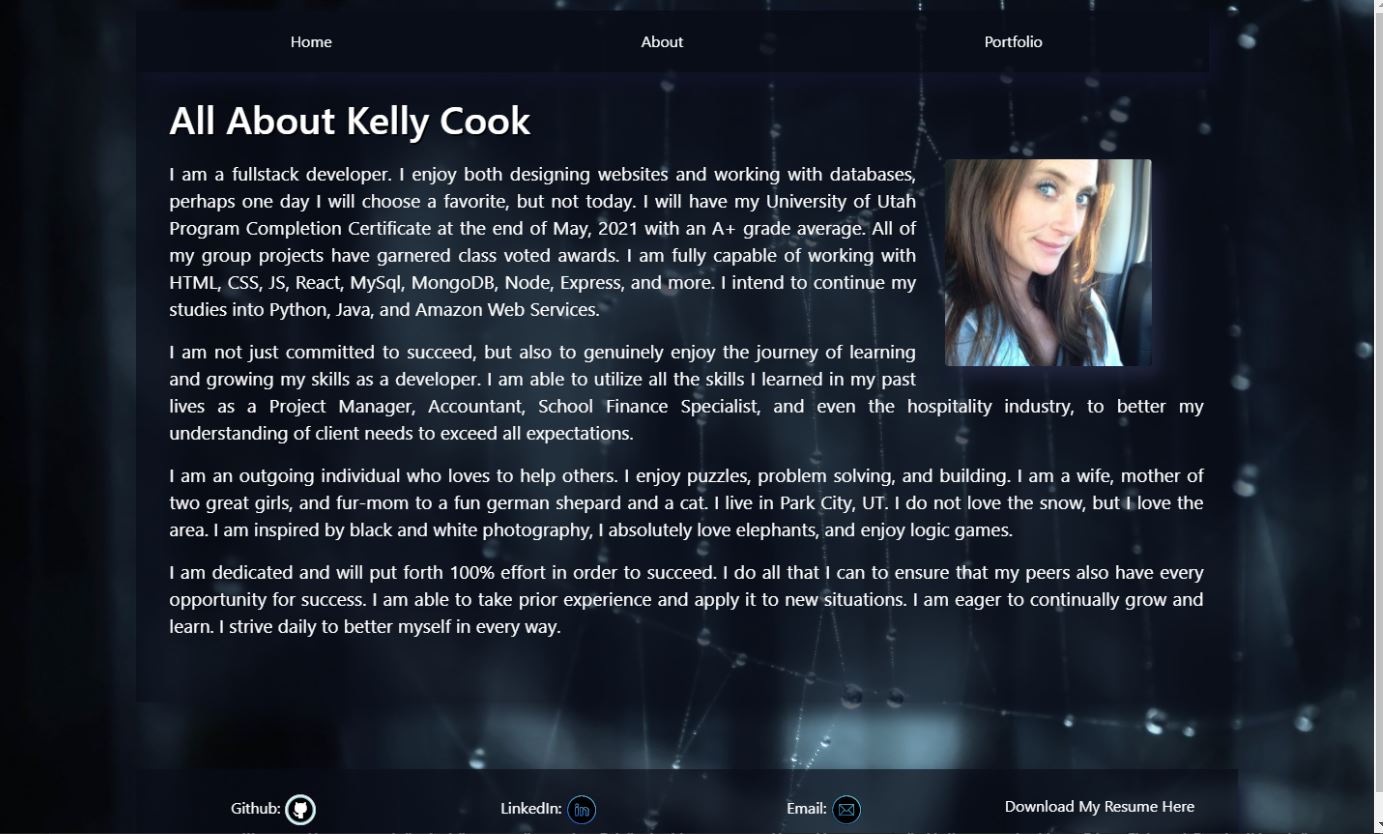 Home About Portfolio
All About Kelly Cook
I am a fullstack developer. I enjoy both designing websites and working with databases,
perhaps one day I will choose a favorite, but not today. I will have my University of Utah
Program Completion Certificate at the end of May, 2021 with an A+ grade average. All of
my group projects have garnered class voted awards. I am fully capable of working with
HTML, CSS, JS, React, MySql, MongoDB, Node, Express, and more. I intend to continue my
studies into Python, Java, and Amazon Web Services.
I am not just committed to succeed, but also to genuinely enjoy the journey of learning
and growing my skills as a developer. I am able to utilize all the skills I learned in my past
lives as a Project Manager, Accountant, School Finance Specialist, and even the hospitality industry, to better my
understanding of client needs to exceed all expectations.
I am an outgoing individual who loves to help others. I enjoy puzzles, problem solving, and building. I am a wife, mother of
two great girls, and fur-mom to a fun german shepard and a cat. I live in Park City, UT. I do not love the snow, but I love the
area. I am inspired by black and white photography, I absolutely love elephants, and enjoy logic games.
I am dedicated and will put forth 100% effort in order to succeed. I do all that I can to ensure that my peers also have every
opportunity for success. I am able to take prior experience and apply it to new situations. I am eager to continually grow and
learn. I strive daily to better myself in every way.
Github: LinkedIn: in Email: Download My Resume Here